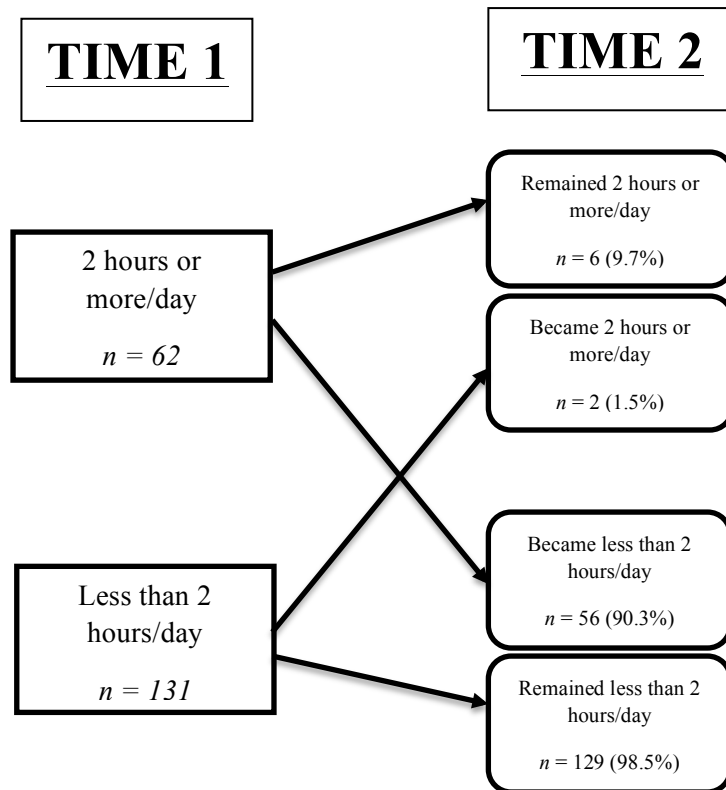 TIME 1
TIME 2
2 hours or
more/day
n = 62
Less than 2
hours/day
n = 131
Remained 2 hours or
more/day
n = 6 (9.7%)
Became 2 hours or
more/day
n = 2 (1.5%)
Became less than 2
hours/day
n = 56 (90.3%)
Remained less than 2
hours/day
n = 129 (98.5%)